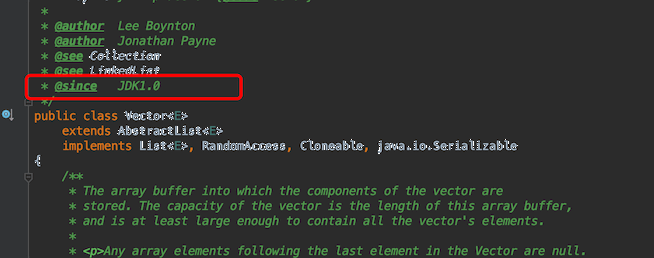 *
* @author Lee Boynton
* @author Jonathan Payne
* @see Collection
* @see LinkedList
* @since JDK1.0
*/
public class Vector<E>
extends AbstractList<E>
implements List<E>, RandomAccess, Cloneable, java.io.Serializable
{
/**
* The array buffer into which the components of the vector are
* stored. The capacity of the vector is the length of this array buffer,
* and is at least large enough to contain all the vector's elements.
*
* <p>Any array elements following the last element in the Vector are null.